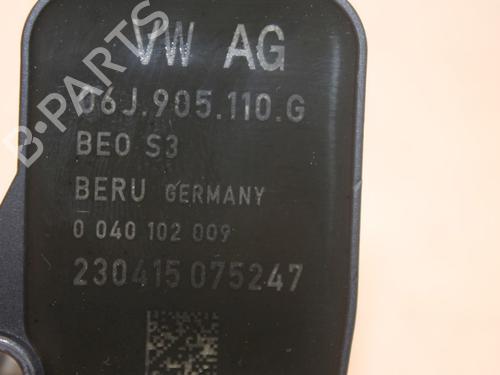 VW AG
06J.905.110.G
BEO S3
BERU GERMANY
0 040 102 009
230415 075247
B-PARTS